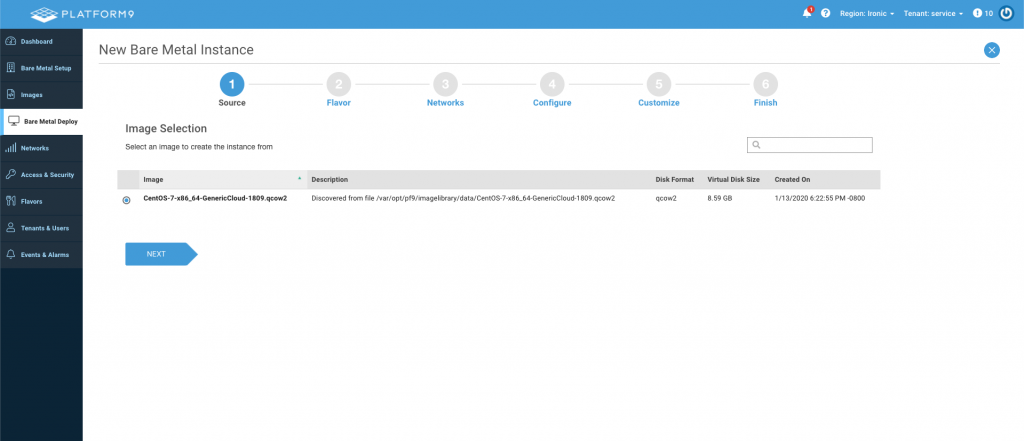 PLATFORM9
1
Region: Ironic
Tenant: service
10
Dashboard
Bare Metal Setup
Images
Bare Metal Deploy
Networks
Access & Security
Flavors
Tenants & Users
Events & Alarms
New Bare Metal Instance
1 2 3 4 5 6
Source Flavor Networks Configure Customize Finish
Image Selection
Select an image to create the instance from
Image Description Disk Format Virtual Disk Size Created On
CentOS-7-x86_64-GenericCloud-1809.qcow2 Discovered from file /var/opt/pf9/imagelibrary/data/CentOS-7-x86_64-GenericCloud-1809.qcow2 qcow2 8.59 GB 1/13/2020 6:22:55 PM -0800
NEXT